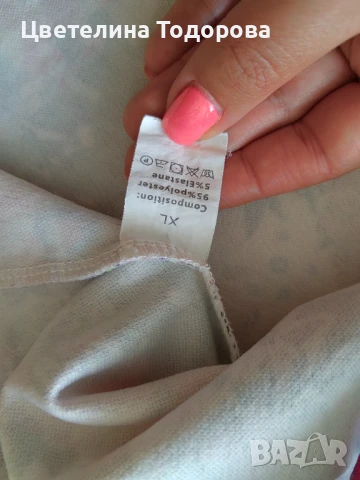 Цветелина Тодорова
XL
Composition:
95%polyester
5%Elastane
P
BAZAR